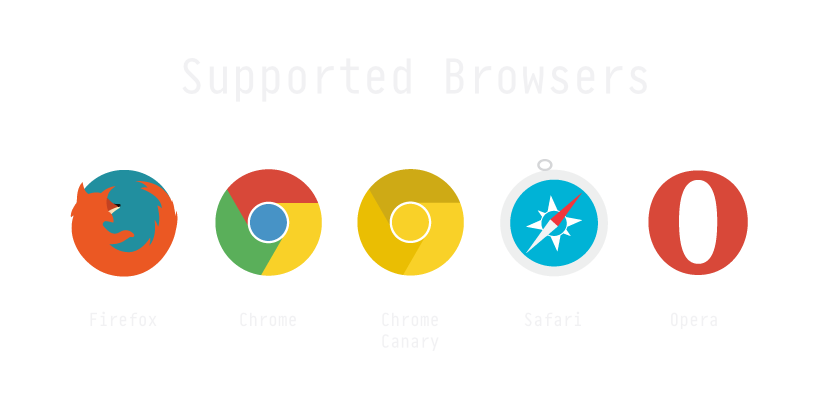 Supported Browsers
Firefox
Chrome
Chrome
Canary
Safari
Opera